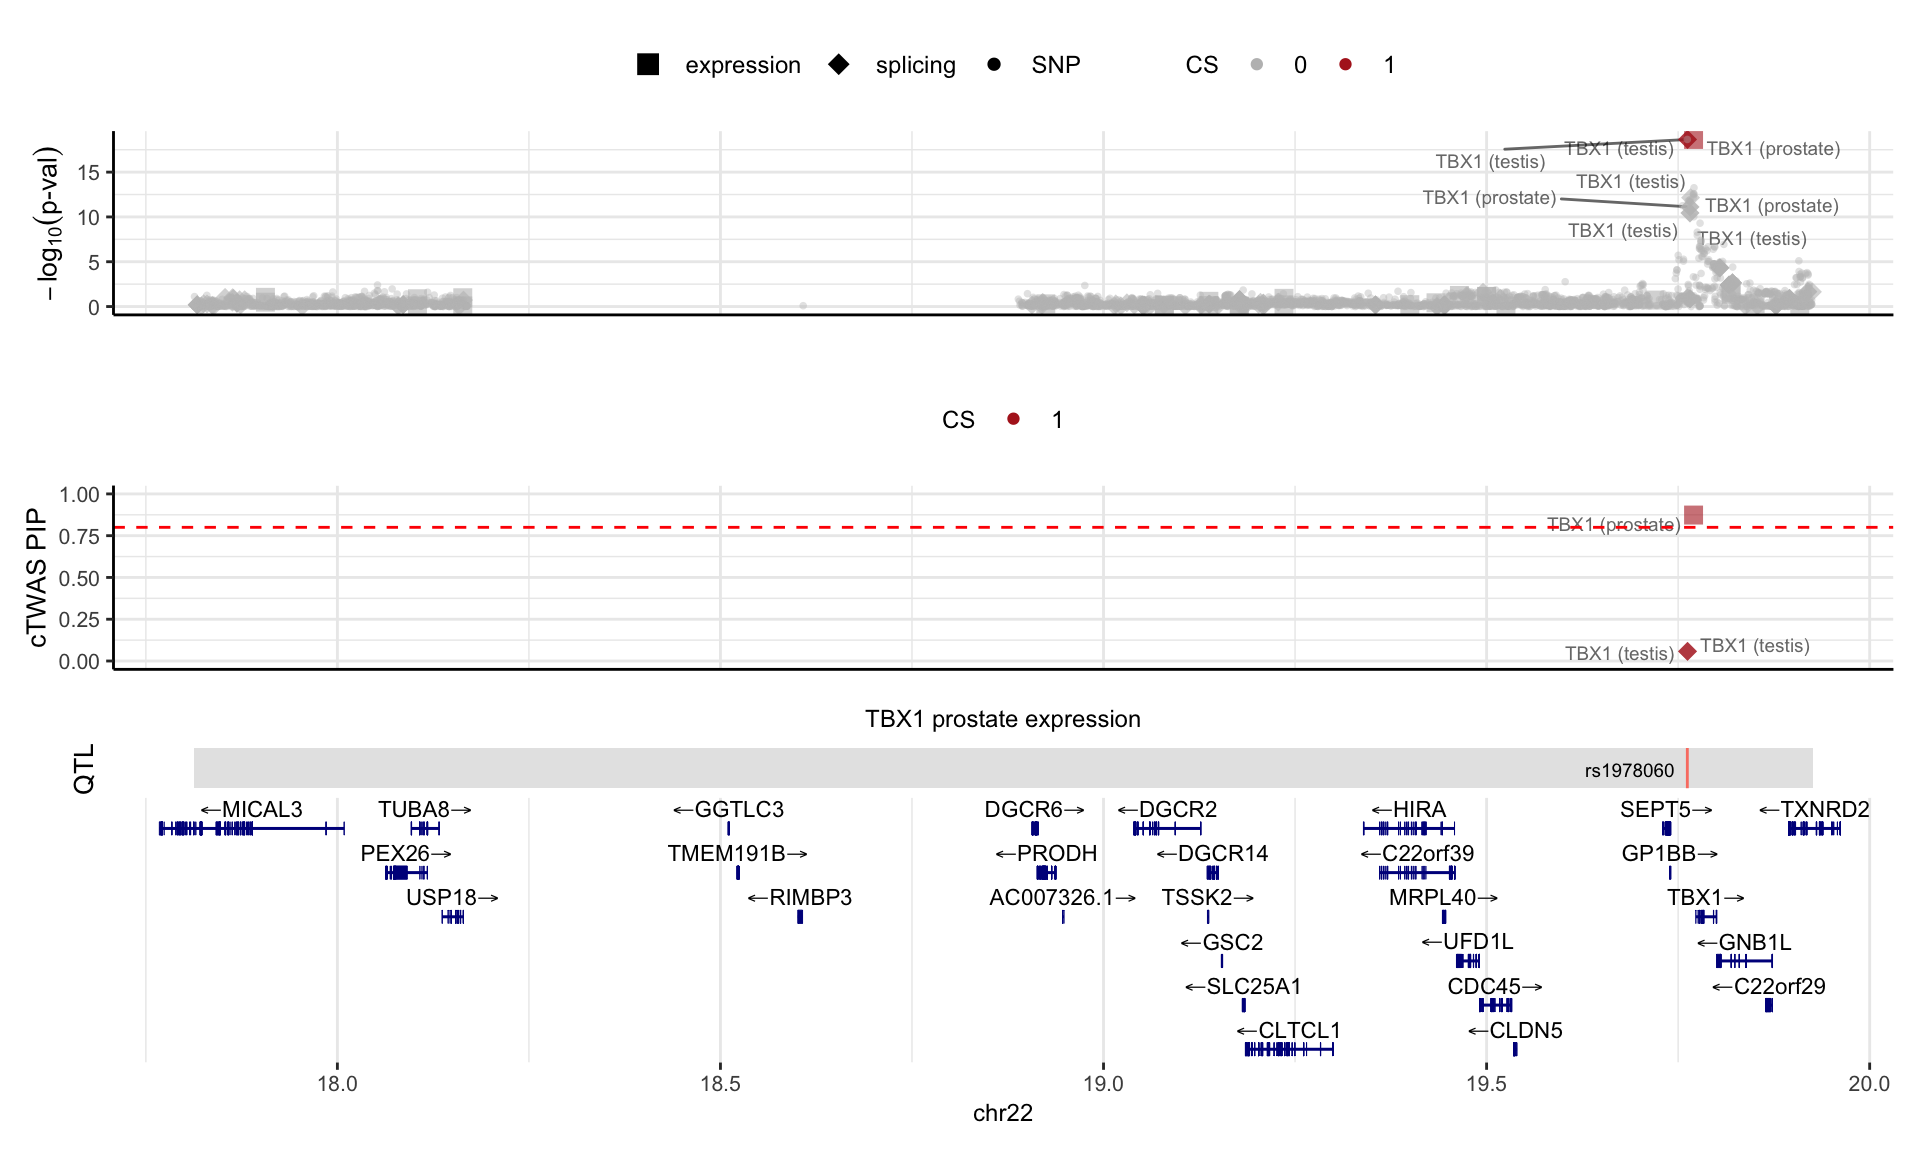 expression splicing SNP CS 0 1
−log10(p-val)
15
10
5
0
TBX1 (testis)
TBX1 (testis)
TBX1 (prostate)
TBX1 (testis)
TBX1 (prostate)
TBX1 (prostate)
TBX1 (testis)
TBX1 (testis)
CS 1
cTWAS PIP
1.00
0.75
0.50
0.25
0.00
TBX1 (prostate)
TBX1 (testis)
TBX1 (testis)
TBX1 prostate expression
QTL
rs1978060
←MICAL3 TUBA8→ ←GGTLC3 DGCR6→ ←DGCR2 ←HIRA SEPT5→ ←TXNRD2
PEX26→ TMEM191B→ ←PRODH ←DGCR14 ←C22orf39 GP1BB→
USP18→ ←RIMBP3 AC007326.1→ TSSK2→ MRPL40→ TBX1→
←GSC2 ←UFD1L ←GNB1L
←SLC25A1 CDC45→ ←C22orf29
←CLTCL1 ←CLDN5
18.0 18.5 19.0 19.5 20.0
chr22